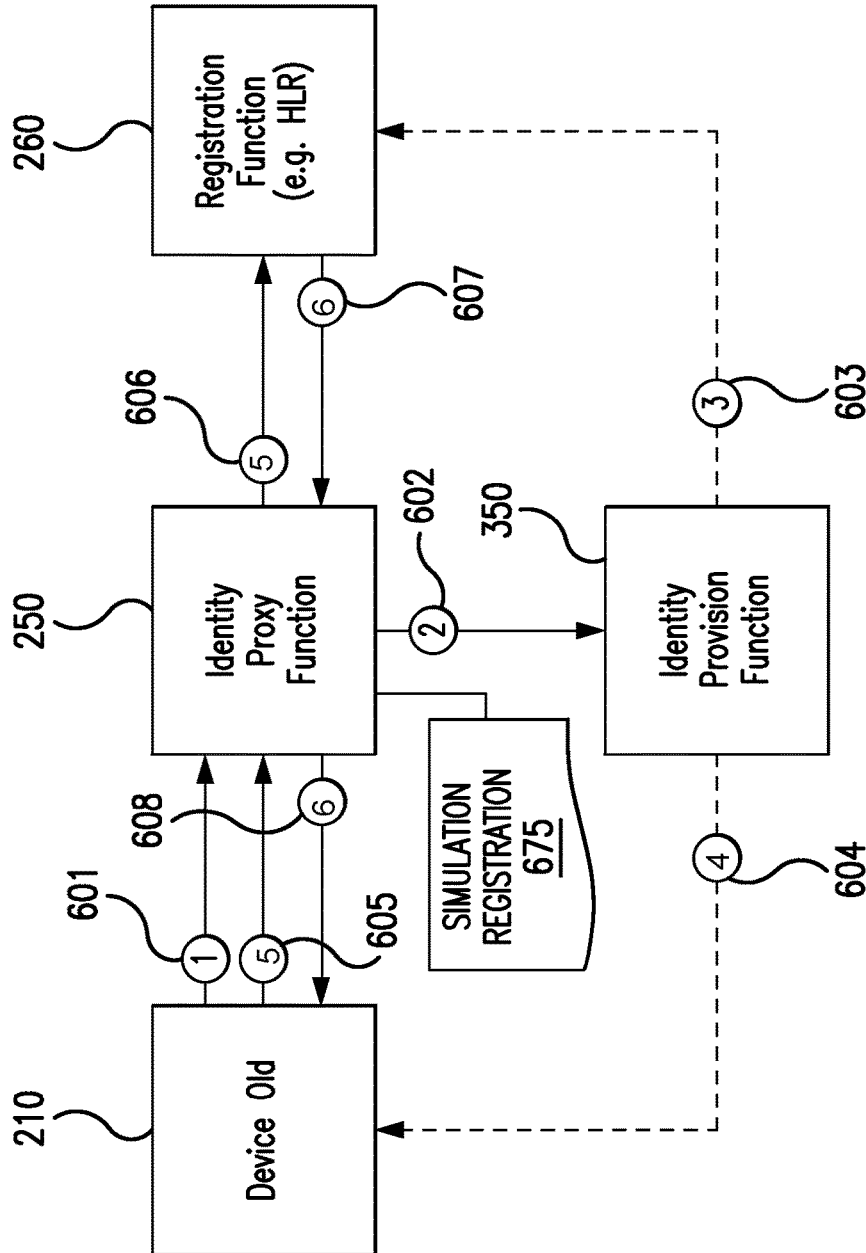 210
Device Old
601
1
605
5
608
6
250
Identity
Proxy
Function
606
5
607
6
260
Registration
Function
(e.g. HLR)
SIMULATION
REGISTRATION
675
602
2
350
Identity
Provision
Function
604
4
603
3